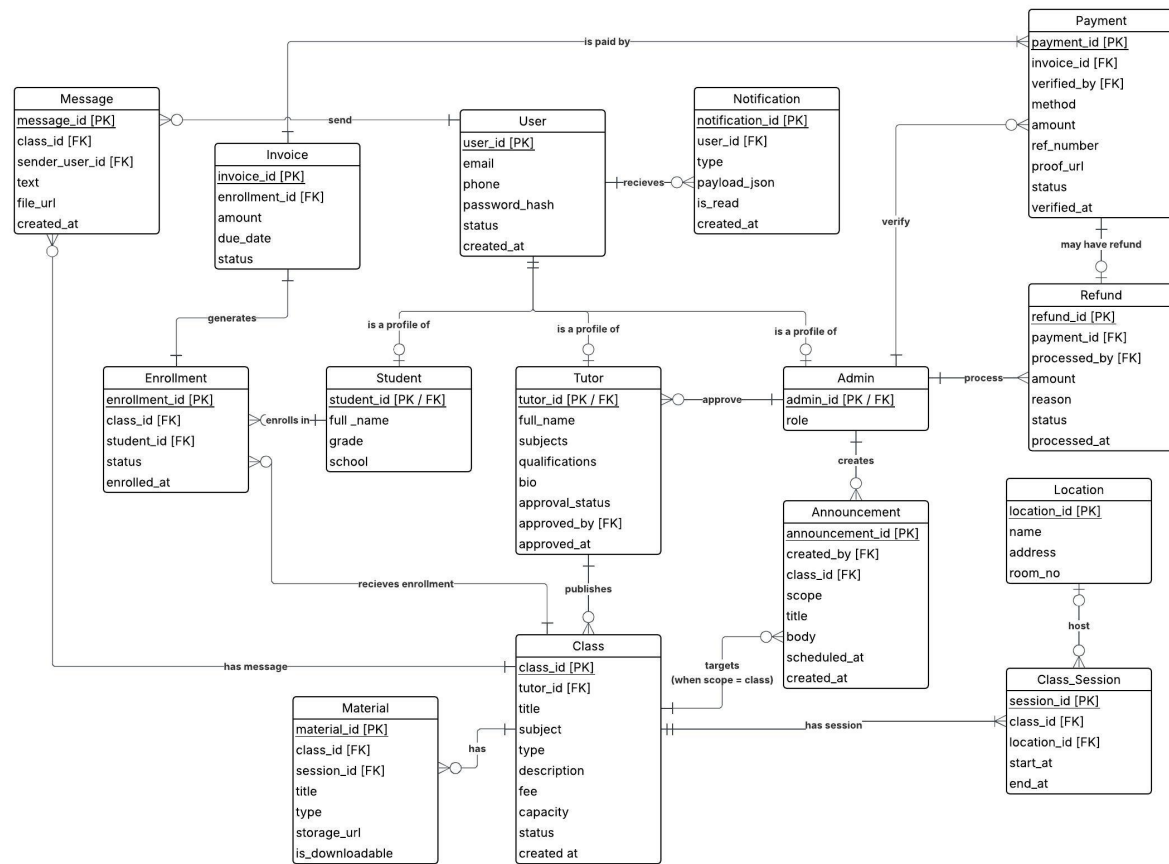 Payment
payment_id [PK]
invoice_id [FK]
verified_by [FK]
method
amount
ref_number
proof_url
status
verified_at
is paid by
Message
message_id [PK]
class_id [FK]
sender_user_id [FK]
text
file_url
created_at
send
Invoice
invoice_id [PK]
enrollment_id [FK]
amount
due_date
status
User
user_id [PK]
email
phone
password_hash
status
created_at
recieves
Notification
notification_id [PK]
user_id [FK]
type
payload_json
is_read
created_at
verify
may have refund
Refund
refund_id [PK]
payment_id [FK]
processed_by [FK]
amount
reason
status
processed_at
generates
is a profile of
is a profile of
is a profile of
Enrollment
enrollment_id [PK]
class_id [FK]
student_id [FK]
status
enrolled_at
enrolls in
Student
student_id [PK / FK]
full _name
grade
school
Tutor
tutor_id [PK / FK]
full_name
subjects
qualifications
bio
approval_status
approved_by [FK]
approved_at
approve
Admin
admin_id [PK / FK]
role
process
creates
Announcement
announcement_id [PK]
created_by [FK]
class_id [FK]
scope
title
body
scheduled_at
created_at
Location
location_id [PK]
name
address
room_no
host
recieves enrollment
publishes
has message
Class
class_id [PK]
tutor_id [FK]
title
subject
type
description
fee
capacity
status
created at
targets
(when scope = class)
has session
Class_Session
session_id [PK]
class_id [FK]
location_id [FK]
start_at
end_at
Material
material_id [PK]
class_id [FK]
session_id [FK]
title
type
storage_url
is_downloadable
has